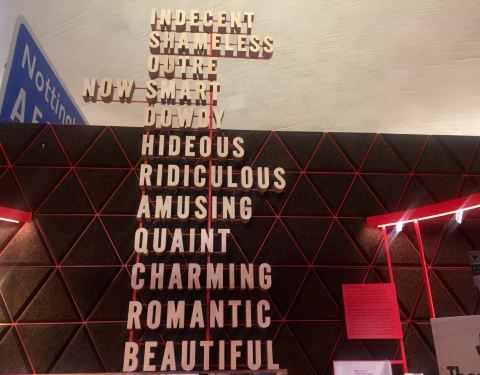 INDECENT
SHAMELESS
OUTRE
NOW SMART
DOWDY
HIDEOUS
RIDICULOUS
AMUSING
QUAINT
CHARMING
ROMANTIC
BEAUTIFUL